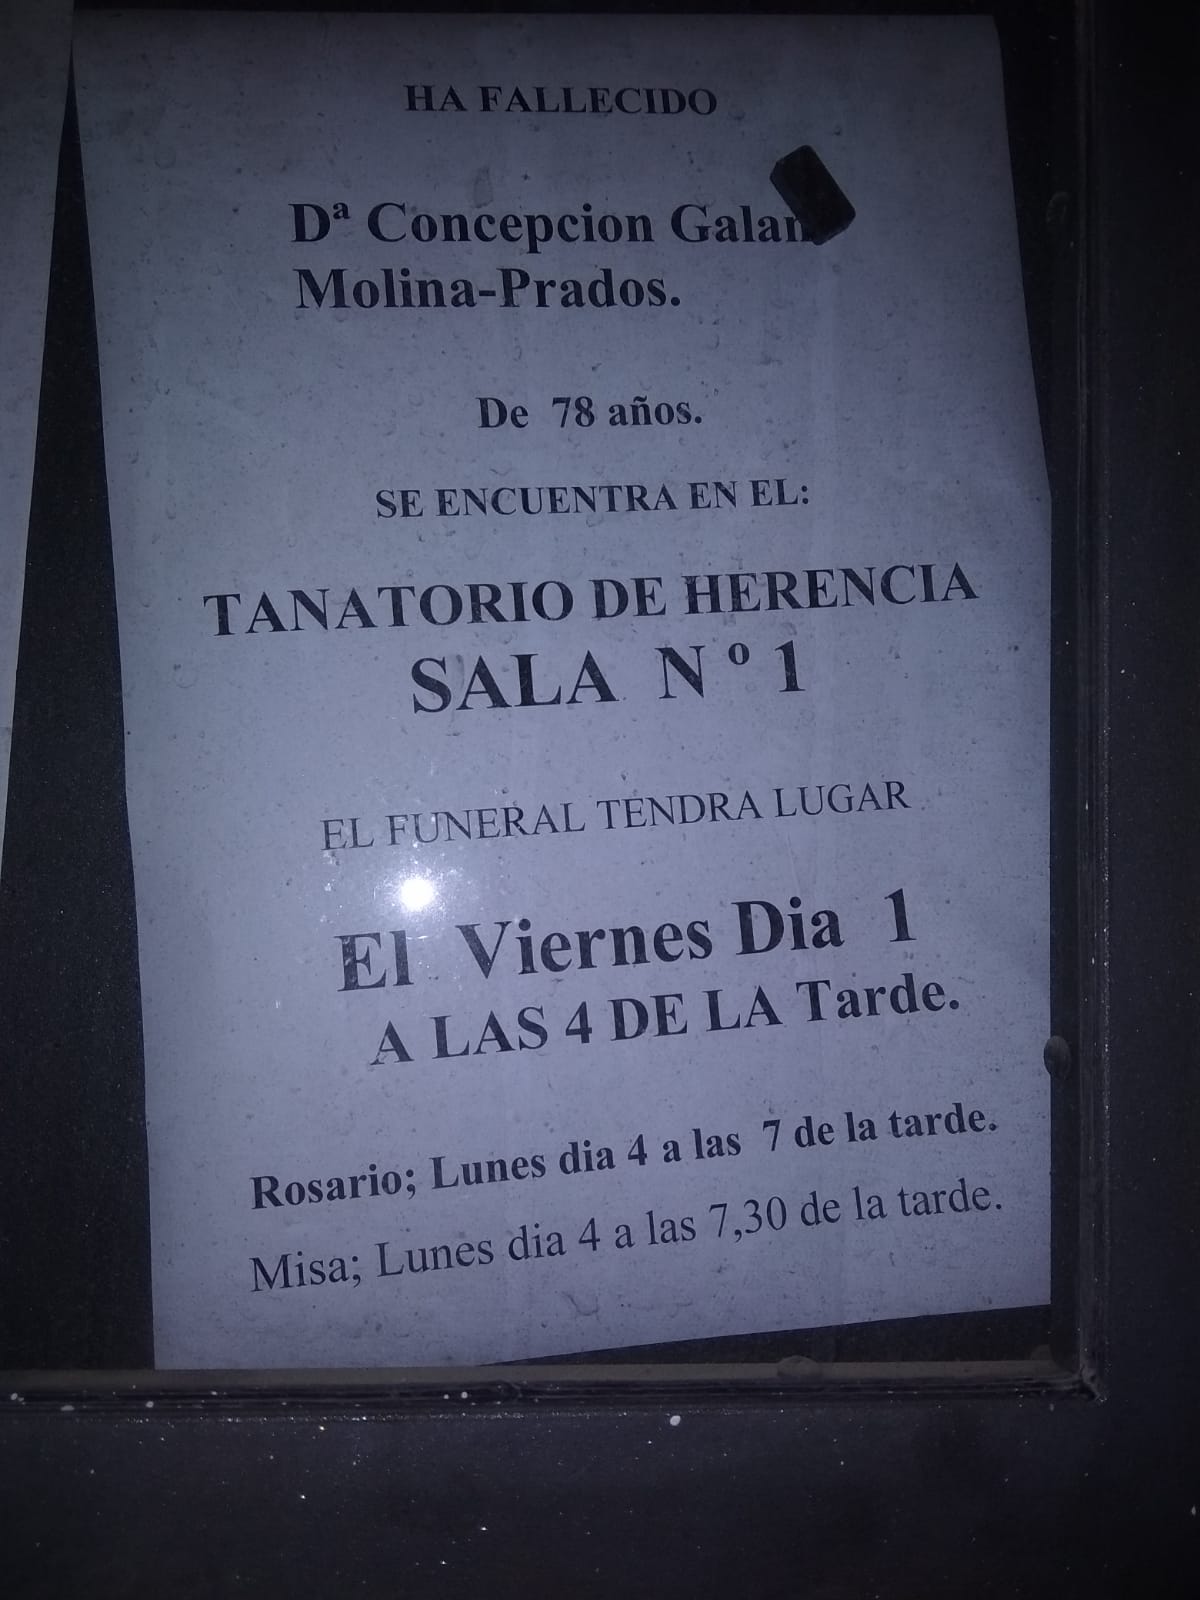 HA FALLECIDO
Dª Concepcion Galan
Molina-Prados.
De 78 años.
SE ENCUENTRA EN EL:
TANATORIO DE HERENCIA
SALA Nº 1
EL FUNERAL TENDRA LUGAR
El Viernes Dia 1
A LAS 4 DE LA Tarde.
Rosario; Lunes dia 4 a las 7 de la tarde.
Misa; Lunes dia 4 a las 7,30 de la tarde.